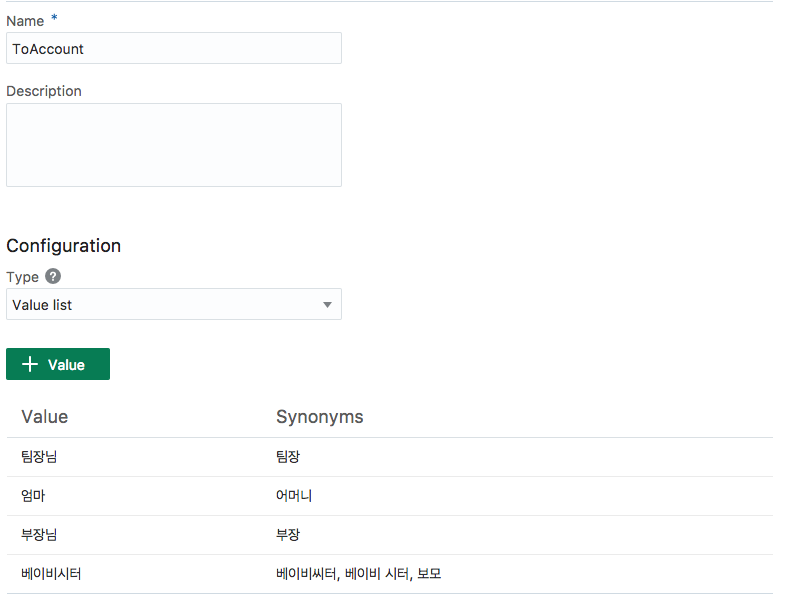 Name *
ToAccount
Description
Configuration
Type ?
Value list
+ Value
Value Synonyms
팀장님 팀장
엄마 어머니
부장님 부장
베이비시터 베이비씨터, 베이비 시터, 보모